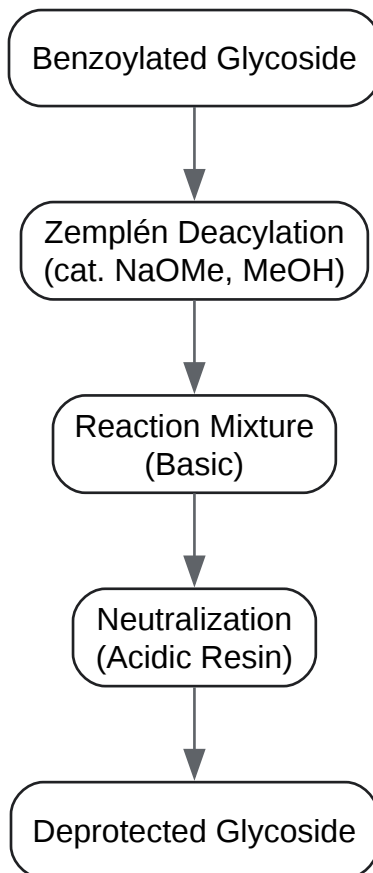 Benzoylated Glycoside
Zemplén Deacylation
(cat. NaOMe, MeOH)
Reaction Mixture
(Basic)
Neutralization
(Acidic Resin)
Deprotected Glycoside